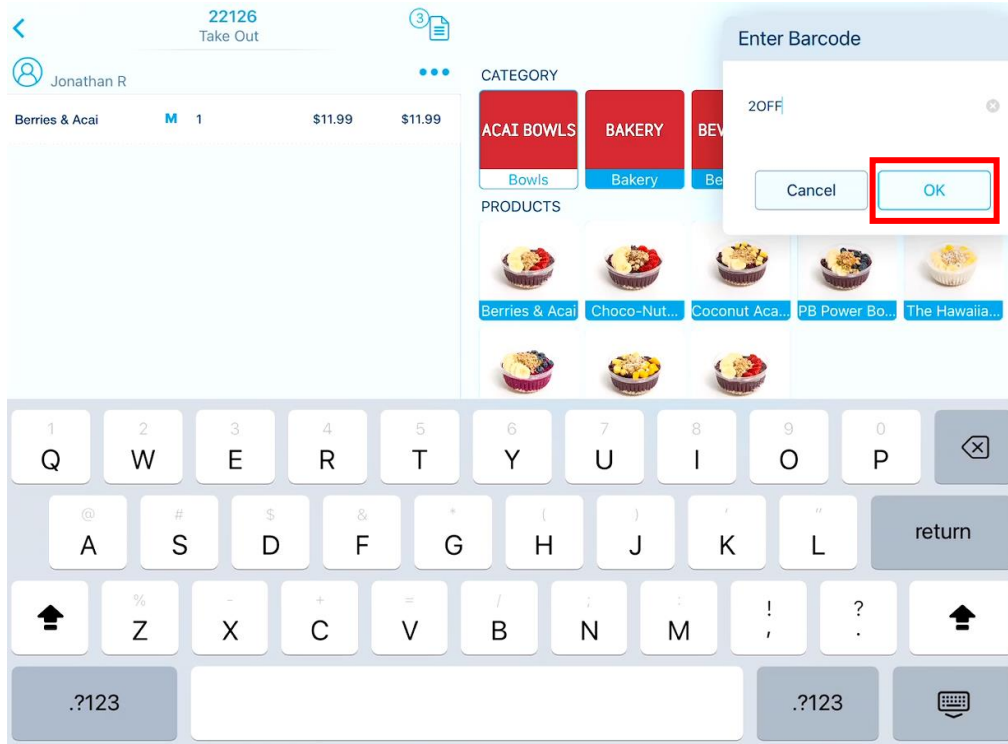 22126
Take Out
3
Jonathan R
Berries & Acai M 1 $11.99 $11.99
CATEGORY
ACAI BOWLS
Bowls
BAKERY
Bakery
BEV
Be
PRODUCTS
Berries & Acai
Choco-Nut...
Coconut Aca...
PB Power Bo...
The Hawaiia...
Enter Barcode
2OFF
Cancel
OK
1 2 3 4 5 6 7 8 9 0
Q W E R T Y U I O P
@ # $ & * ( ) ' "
A S D F G H J K L return
% - + = / ; : ! ?
Z X C V B N M , .
.?123 .?123